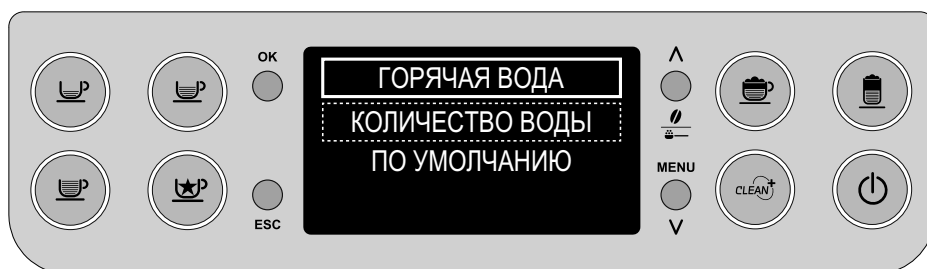 OK
ESC
ГОРЯЧАЯ ВОДА
КОЛИЧЕСТВО ВОДЫ
ПО УМОЛЧАНИЮ
MENU
CLEAN+